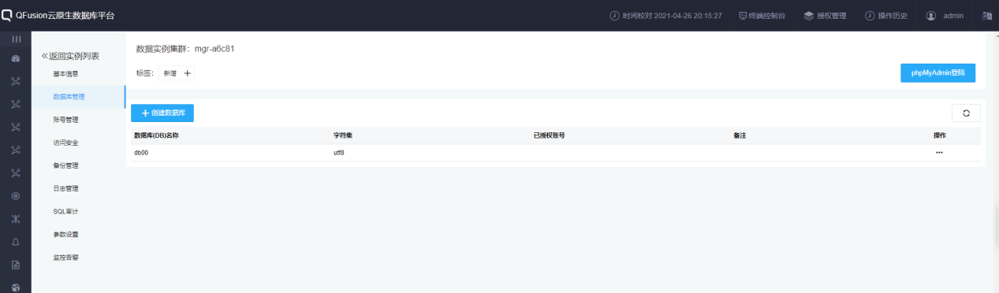 QFusion云原生数据库平台
时间校对 2021-04-26 20:15:27 终端控制台 授权管理 操作历史 admin
返回实例列表
基本信息
数据库管理
账号管理
访问安全
备份管理
日志管理
SQL审计
参数设置
监控告警
数据实例集群：mgr-a6c81
标签： 新增 +
phpMyAdmin登陆
+ 创建数据库
数据库(DB)名称 字符集 已授权账号 备注 操作
db00 utf8 •••